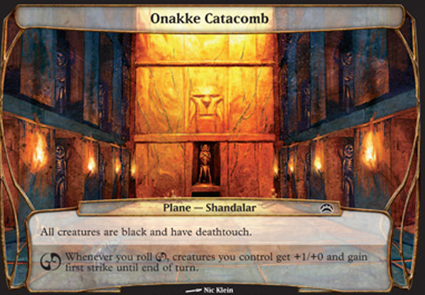 Onakke Catacomb
Plane — Shandalar
All creatures are black and have deathtouch.
Whenever you roll , creatures you control get +1/+0 and gain
first strike until end of turn.
Nic Klein